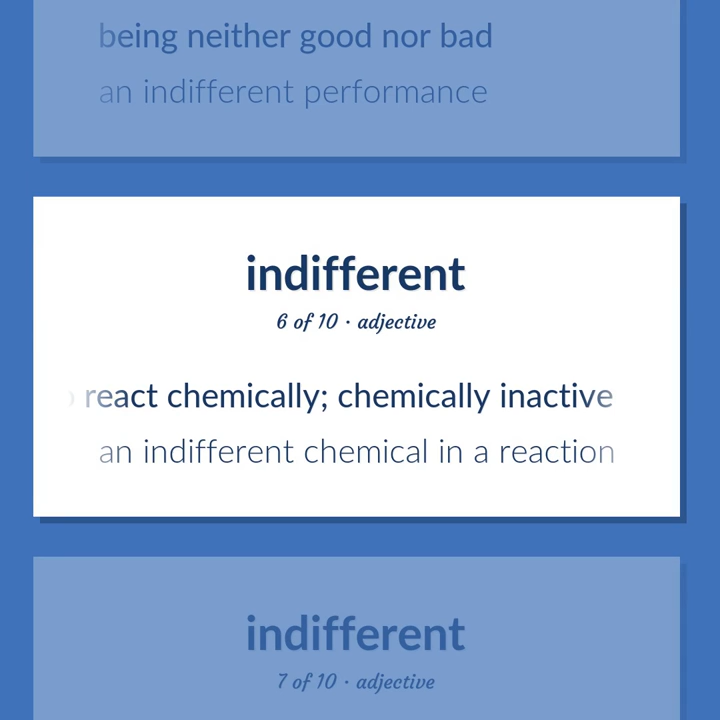 being neither good nor bad
an indifferent performance
indifferent
6 of 10 · adjective
react chemically; chemically inactive
an indifferent chemical in a reaction
indifferent
7 of 10 · adjective